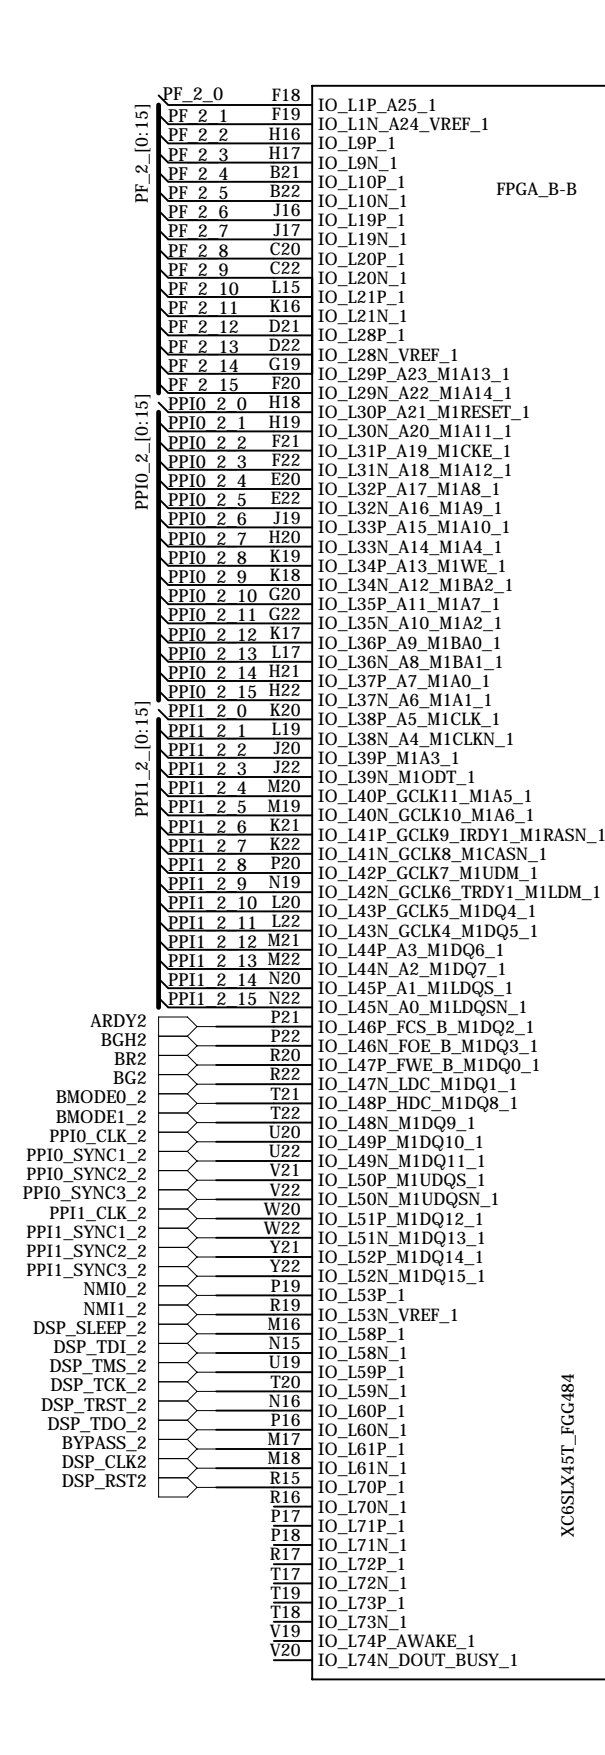 PF_2_0 F18 IO_L1P_A25_1
PF_2_1 F19 IO_L1N_A24_VREF_1
PF_2_2 H16 IO_L9P_1
PF_2_3 H17 IO_L9N_1
PF_2_4 B21 IO_L10P_1
PF_2_5 B22 IO_L10N_1
PF_2_6 J16 IO_L19P_1
PF_2_7 J17 IO_L19N_1
PF_2_8 C20 IO_L20P_1
PF_2_9 C22 IO_L20N_1
PF_2_10 L15 IO_L21P_1
PF_2_11 K16 IO_L21N_1
PF_2_12 D21 IO_L28P_1
PF_2_13 D22 IO_L28N_VREF_1
PF_2_14 G19 IO_L29P_A23_M1A13_1
PF_2_15 F20 IO_L29N_A22_M1A14_1
PF_2_[0:15]
FPGA_B-B
PPI0_2_0 H18 IO_L30P_A21_M1RESET_1
PPI0_2_1 H19 IO_L30N_A20_M1A11_1
PPI0_2_2 F21 IO_L31P_A19_M1CKE_1
PPI0_2_3 F22 IO_L31N_A18_M1A12_1
PPI0_2_4 E20 IO_L32P_A17_M1A8_1
PPI0_2_5 E22 IO_L32N_A16_M1A9_1
PPI0_2_6 J19 IO_L33P_A15_M1A10_1
PPI0_2_7 H20 IO_L33N_A14_M1A4_1
PPI0_2_8 K19 IO_L34P_A13_M1WE_1
PPI0_2_9 K18 IO_L34N_A12_M1BA2_1
PPI0_2_10 G20 IO_L35P_A11_M1A7_1
PPI0_2_11 G22 IO_L35N_A10_M1A2_1
PPI0_2_12 K17 IO_L36P_A9_M1BA0_1
PPI0_2_13 L17 IO_L36N_A8_M1BA1_1
PPI0_2_14 H21 IO_L37P_A7_M1A0_1
PPI0_2_15 H22 IO_L37N_A6_M1A1_1
PPI0_2_[0:15]
PPI1_2_0 K20 IO_L38P_A5_M1CLK_1
PPI1_2_1 L19 IO_L38N_A4_M1CLKN_1
PPI1_2_2 J20 IO_L39P_M1A3_1
PPI1_2_3 J22 IO_L39N_M1ODT_1
PPI1_2_4 M20 IO_L40P_GCLK11_M1A5_1
PPI1_2_5 M19 IO_L40N_GCLK10_M1A6_1
PPI1_2_6 K21 IO_L41P_GCLK9_IRDY1_M1RASN_1
PPI1_2_7 K22 IO_L41N_GCLK8_M1CASN_1
PPI1_2_8 P20 IO_L42P_GCLK7_M1UDM_1
PPI1_2_9 N19 IO_L42N_GCLK6_TRDY1_M1LDM_1
PPI1_2_10 L20 IO_L43P_GCLK5_M1DQ4_1
PPI1_2_11 L22 IO_L43N_GCLK4_M1DQ5_1
PPI1_2_12 M21 IO_L44P_A3_M1DQ6_1
PPI1_2_13 M22 IO_L44N_A2_M1DQ7_1
PPI1_2_14 N20 IO_L45P_A1_M1LDQS_1
PPI1_2_15 N22 IO_L45N_A0_M1LDQSN_1
PPI1_2_[0:15]
ARDY2 P21 IO_L46P_FCS_B_M1DQ2_1
BGH2 P22 IO_L46N_FOE_B_M1DQ3_1
BR2 R20 IO_L47P_FWE_B_M1DQ0_1
BG2 R22 IO_L47N_LDC_M1DQ1_1
BMODE0_2 T21 IO_L48P_HDC_M1DQ8_1
BMODE1_2 T22 IO_L48N_M1DQ9_1
PPI0_CLK_2 U20 IO_L49P_M1DQ10_1
PPI0_SYNC1_2 U22 IO_L49N_M1DQ11_1
PPI0_SYNC2_2 V21 IO_L50P_M1UDQS_1
PPI0_SYNC3_2 V22 IO_L50N_M1UDQSN_1
PPI1_CLK_2 W20 IO_L51P_M1DQ12_1
PPI1_SYNC1_2 W22 IO_L51N_M1DQ13_1
PPI1_SYNC2_2 Y21 IO_L52P_M1DQ14_1
PPI1_SYNC3_2 Y22 IO_L52N_M1DQ15_1
NMI0_2 P19 IO_L53P_1
NMI1_2 R19 IO_L53N_VREF_1
DSP_SLEEP_2 M16 IO_L58P_1
DSP_TDI_2 N15 IO_L58N_1
DSP_TMS_2 U19 IO_L59P_1
DSP_TCK_2 T20 IO_L59N_1
DSP_TRST_2 N16 IO_L60P_1
DSP_TDO_2 P16 IO_L60N_1
BYPASS_2 M17 IO_L61P_1
DSP_CLK2 M18 IO_L61N_1
DSP_RST2 R15 IO_L70P_1
R16 IO_L70N_1
P17 IO_L71P_1
P18 IO_L71N_1
R17 IO_L72P_1
T17 IO_L72N_1
T19 IO_L73P_1
T18 IO_L73N_1
V19 IO_L74P_AWAKE_1
V20 IO_L74N_DOUT_BUSY_1
XC6SLX45T_FGG484